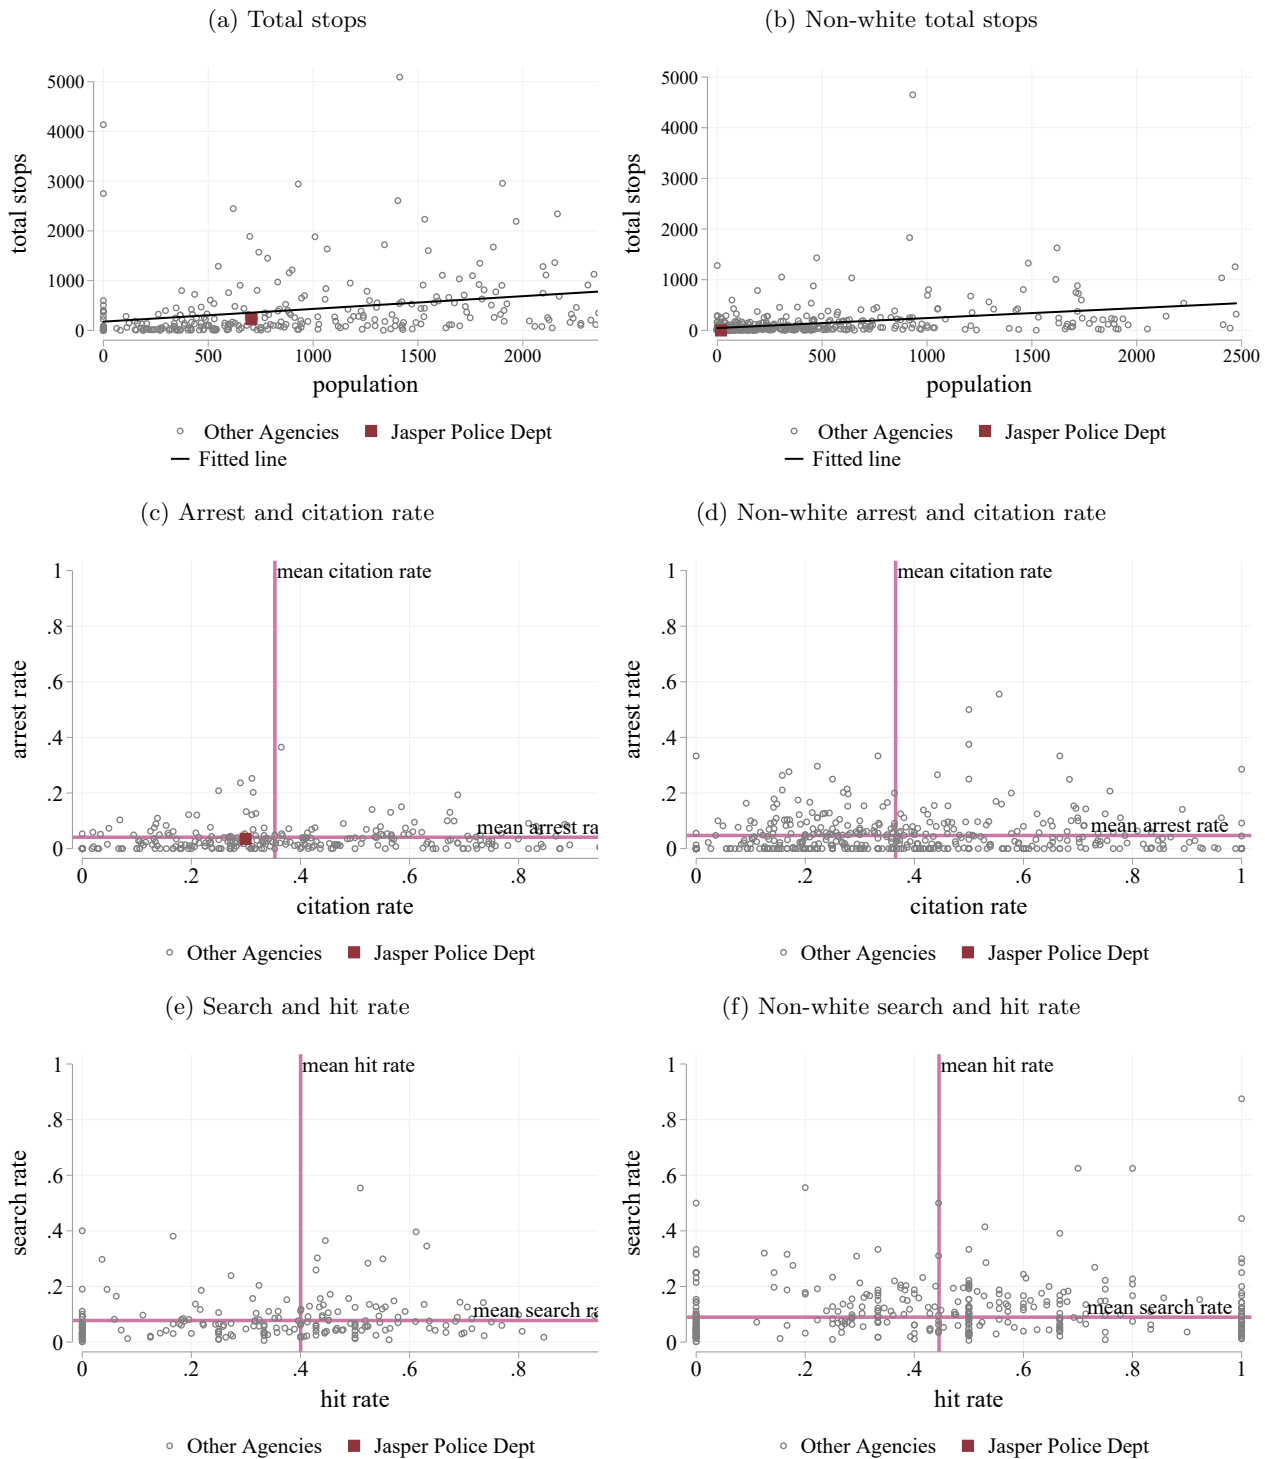 (a) Total stops
(b) Non-white total stops
5000
4000
3000
2000
1000
0
total stops
0 500 1000 1500 2000
population
Other Agencies Jasper Police Dept
Fitted line
5000
4000
3000
2000
1000
0
total stops
0 500 1000 1500 2000 2500
population
Other Agencies Jasper Police Dept
Fitted line
(c) Arrest and citation rate
(d) Non-white arrest and citation rate
1
.8
.6
.4
.2
0
arrest rate
mean citation rate
mean arrest ra
0 .2 .4 .6 .8
citation rate
Other Agencies Jasper Police Dept
1
.8
.6
.4
.2
0
arrest rate
mean citation rate
mean arrest rate
0 .2 .4 .6 .8 1
citation rate
Other Agencies Jasper Police Dept
(e) Search and hit rate
(f) Non-white search and hit rate
1
.8
.6
.4
.2
0
search rate
mean hit rate
mean search ra
0 .2 .4 .6 .8
hit rate
Other Agencies Jasper Police Dept
1
.8
.6
.4
.2
0
search rate
mean hit rate
mean search rate
0 .2 .4 .6 .8 1
hit rate
Other Agencies Jasper Police Dept